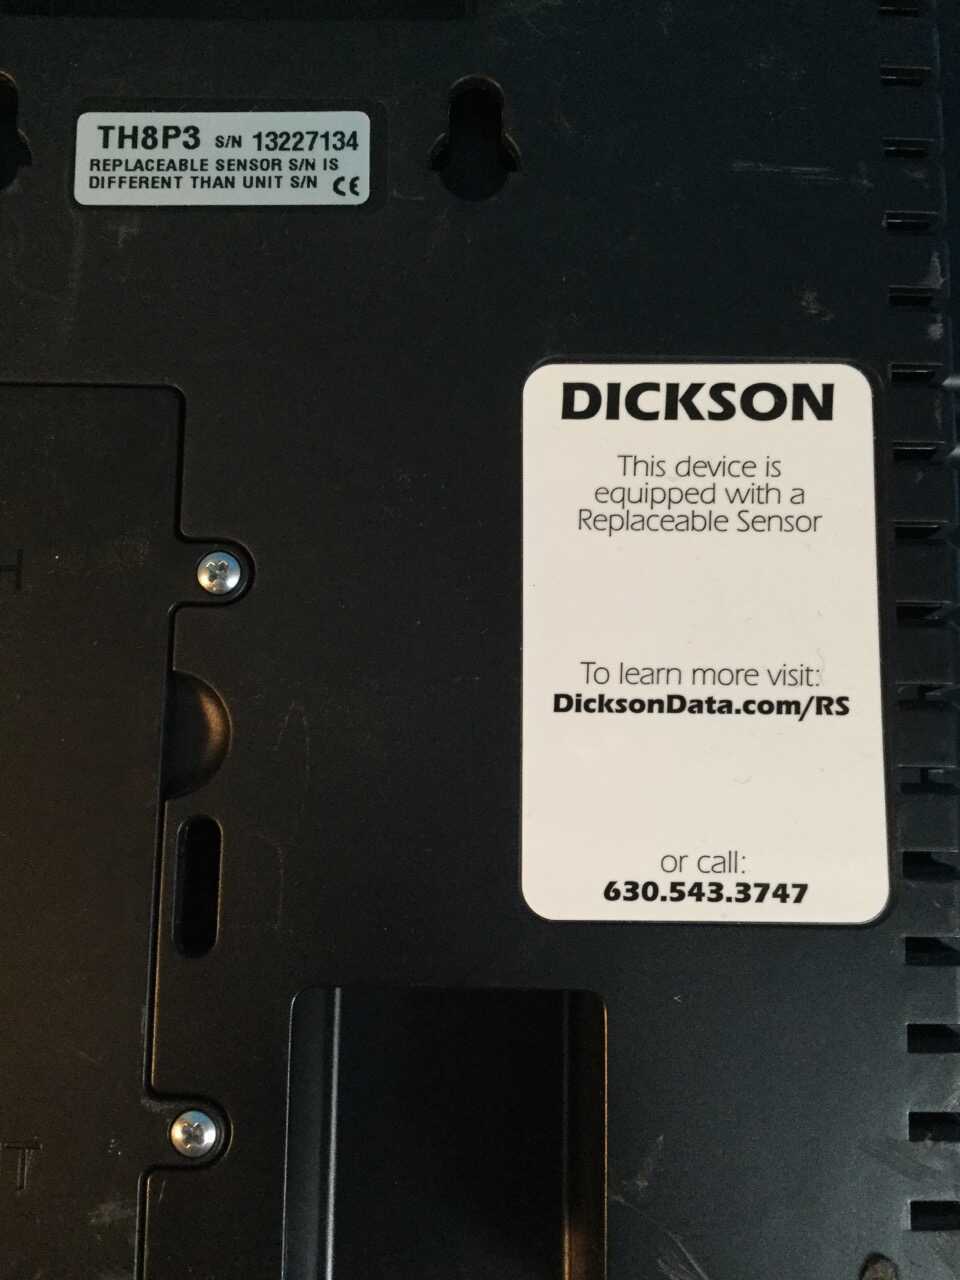 TH8P3 S/N 13227134
REPLACEABLE SENSOR S/N IS
DIFFERENT THAN UNIT S/N CE
DICKSON
This device is
equipped with a
Replaceable Sensor
To learn more visit:
DicksonData.com/RS
or call:
630.543.3747